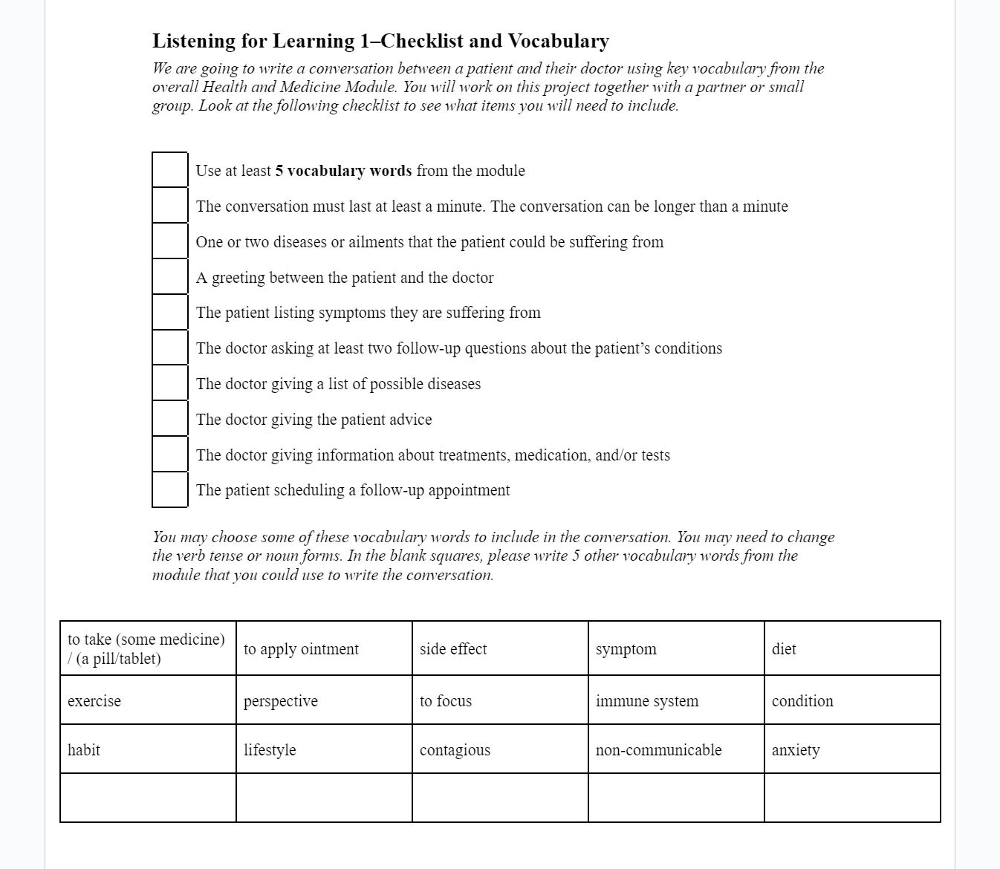 Listening for Learning 1–Checklist and Vocabulary
We are going to write a conversation between a patient and their doctor using key vocabulary from the
overall Health and Medicine Module. You will work on this project together with a partner or small
group. Look at the following checklist to see what items you will need to include.
Use at least 5 vocabulary words from the module
The conversation must last at least a minute. The conversation can be longer than a minute
One or two diseases or ailments that the patient could be suffering from
A greeting between the patient and the doctor
The patient listing symptoms they are suffering from
The doctor asking at least two follow-up questions about the patient’s conditions
The doctor giving a list of possible diseases
The doctor giving the patient advice
The doctor giving information about treatments, medication, and/or tests
The patient scheduling a follow-up appointment
You may choose some of these vocabulary words to include in the conversation. You may need to change
the verb tense or noun forms. In the blank squares, please write 5 other vocabulary words from the
module that you could use to write the conversation.
to take (some medicine)
/ (a pill/tablet)
to apply ointment
side effect
symptom
diet
exercise
perspective
to focus
immune system
condition
habit
lifestyle
contagious
non-communicable
anxiety